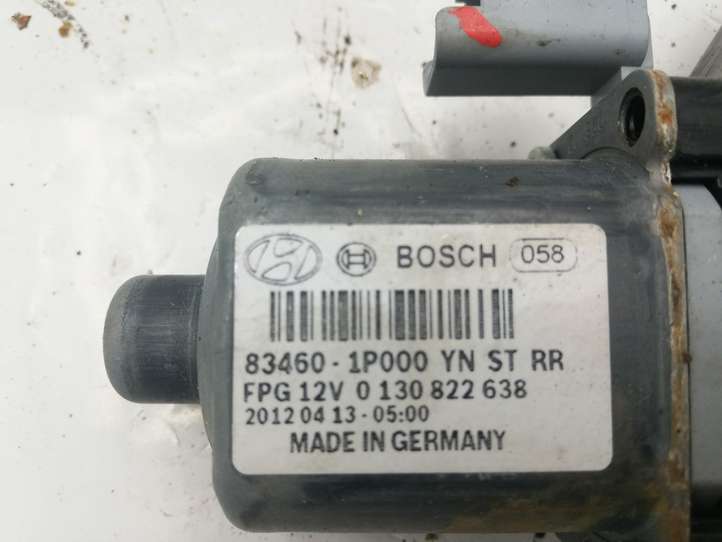 BOSCH 058
83460-1P000 YN ST RR
FPG 12V 0 130 822 638
2012 04 13-05:00
MADE IN GERMANY